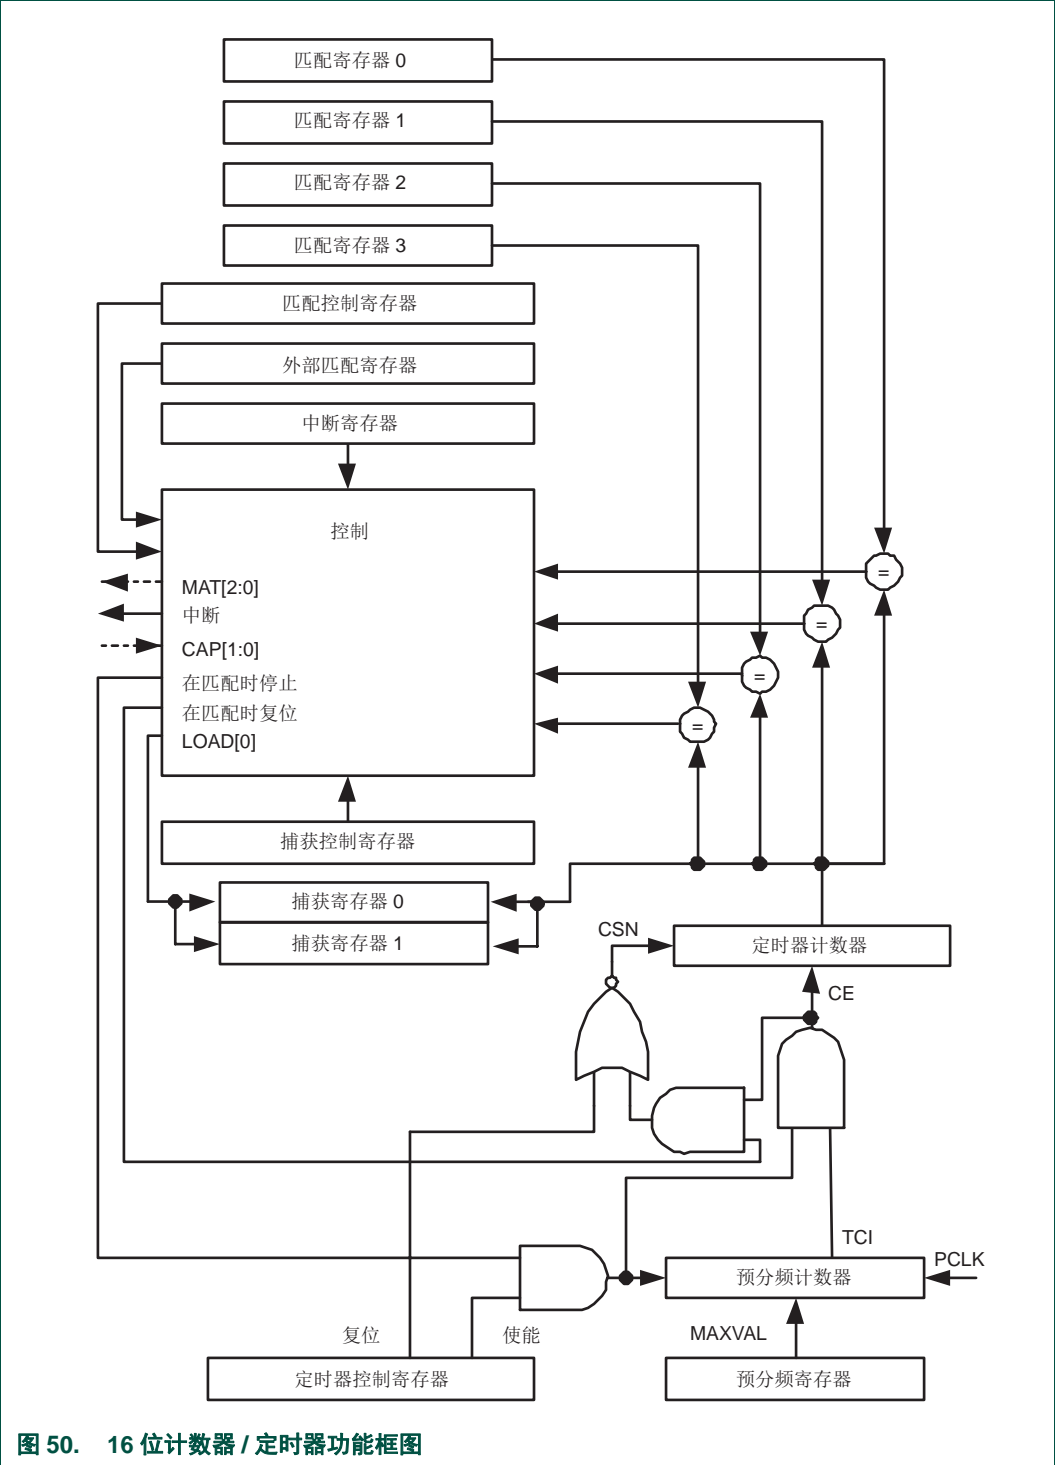 匹配寄存器 0
匹配寄存器 1
匹配寄存器 2
匹配寄存器 3
匹配控制寄存器
外部匹配寄存器
中断寄存器
控制
=
MAT[2:0]
中断
=
CAP[1:0]
在匹配时停止
=
在匹配时复位
=
LOAD[0]
捕获控制寄存器
捕获寄存器 0
捕获寄存器 1
CSN
定时器计数器
CE
TCI
PCLK
预分频计数器
复位
使能
MAXVAL
定时器控制寄存器
预分频寄存器
图 50. 16 位计数器 / 定时器功能框图